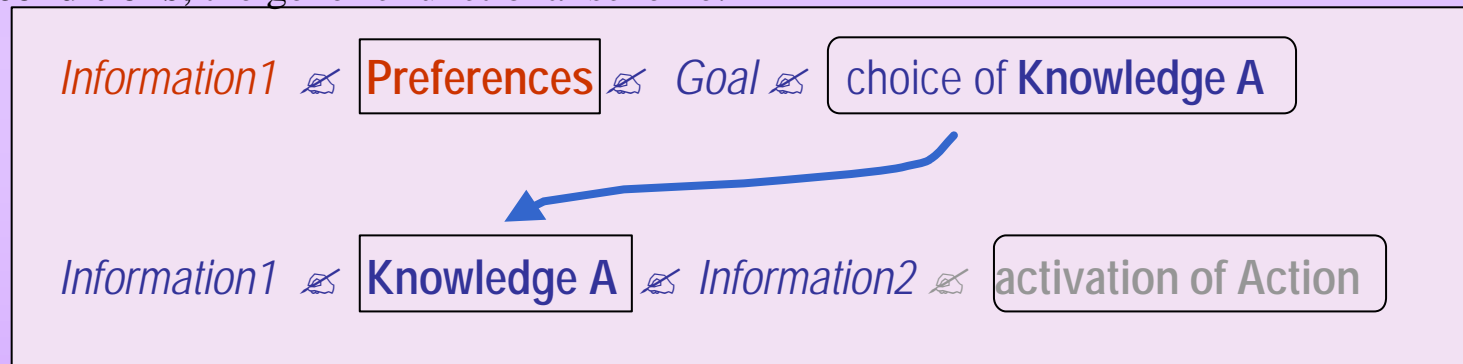 Information1 ✍ Preferences ✍ Goal ✍ choice of Knowledge A
Information1 ✍ Knowledge A ✍ Information2 ✍ activation of Action